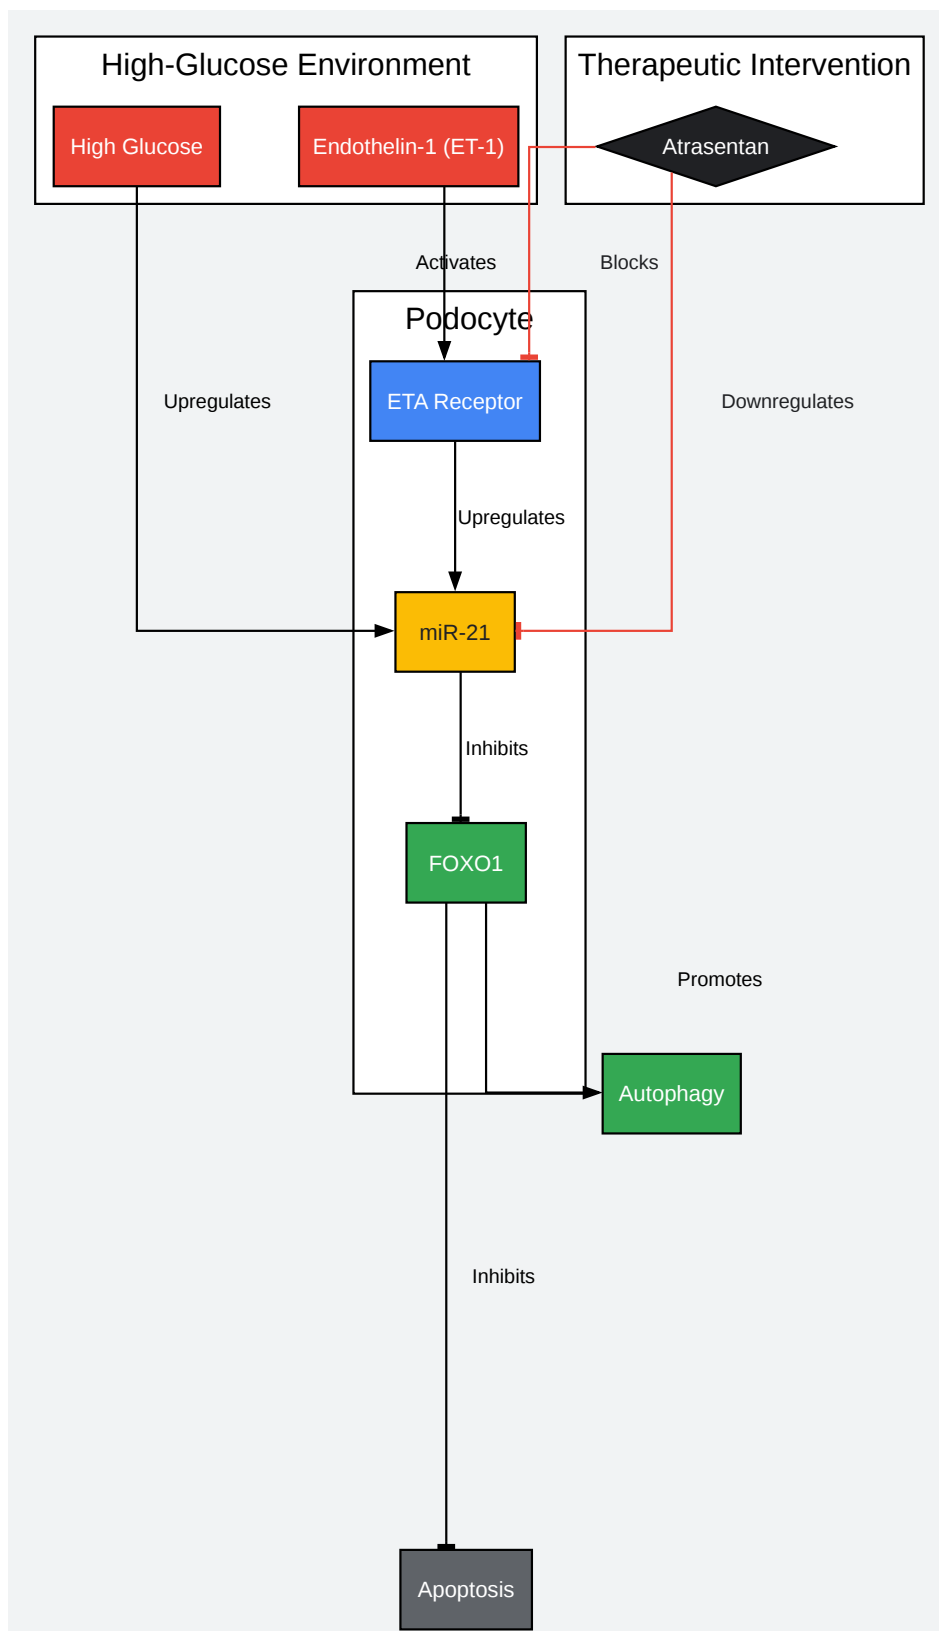 High-Glucose Environment
Therapeutic Intervention
High Glucose
Endothelin-1 (ET-1)
Atrasentan
Activates
Blocks
Podocyte
Upregulates
ETA Receptor
Downregulates
Upregulates
miR-21
Inhibits
FOXO1
Promotes
Autophagy
Inhibits
Apoptosis